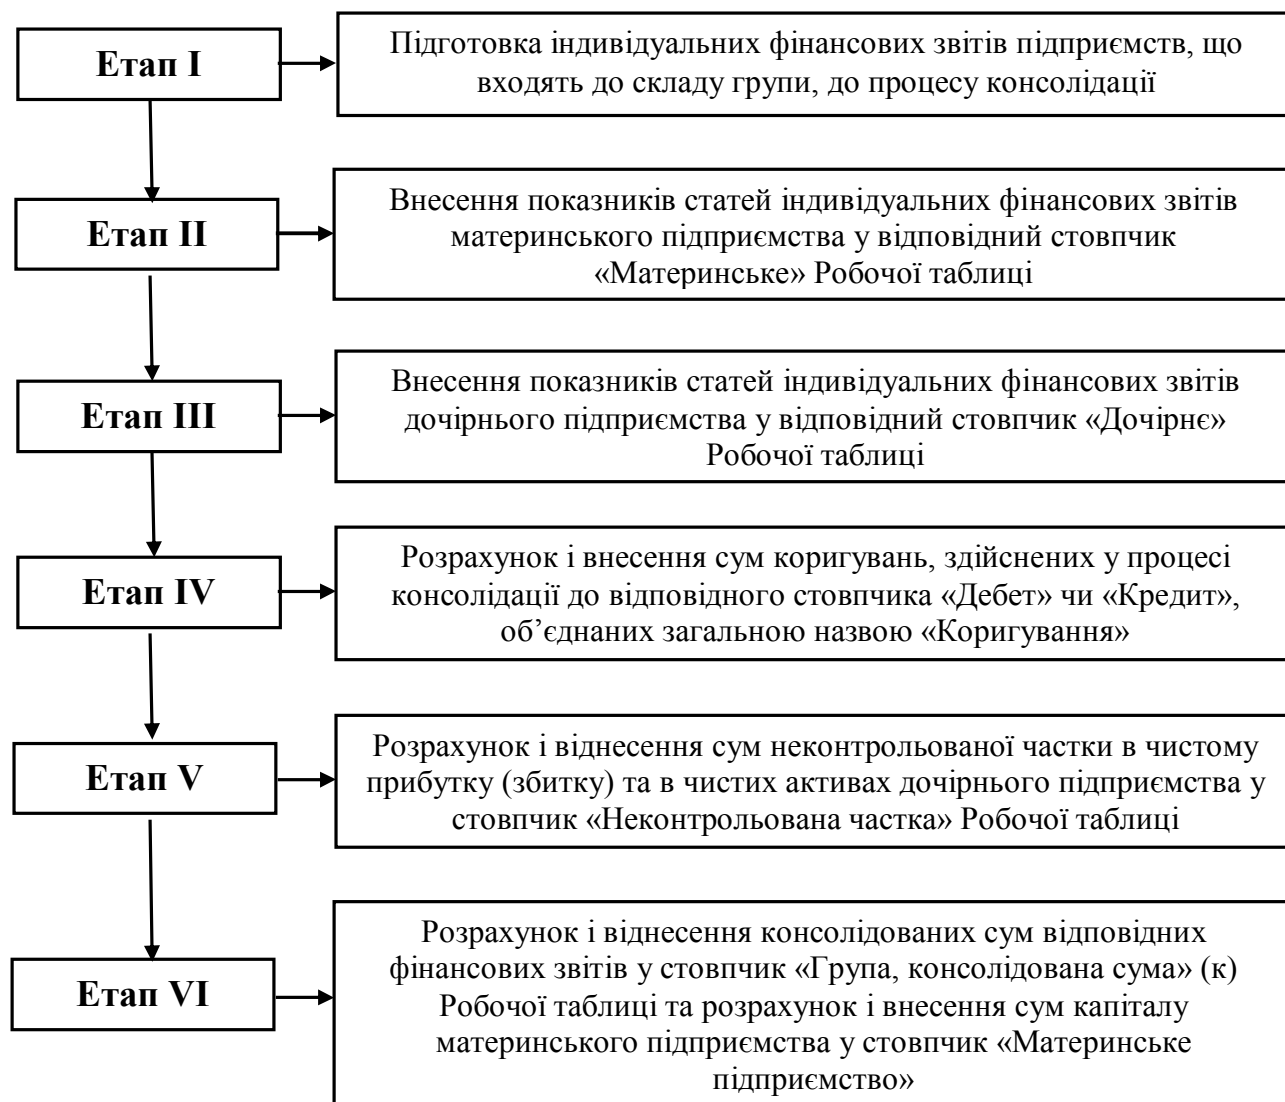 Етап I
Підготовка індивідуальних фінансових звітів підприємств, що
входять до складу групи, до процесу консолідації
Етап II
Внесення показників статей індивідуальних фінансових звітів
материнського підприємства у відповідний стовпчик
«Материнське» Робочої таблиці
Етап III
Внесення показників статей індивідуальних фінансових звітів
дочірнього підприємства у відповідний стовпчик «Дочірнє»
Робочої таблиці
Етап IV
Розрахунок і внесення сум коригувань, здійснених у процесі
консолідації до відповідного стовпчика «Дебет» чи «Кредит»,
об’єднаних загальною назвою «Коригування»
Етап V
Розрахунок і віднесення сум неконтрольованої частки в чистому
прибутку (збитку) та в чистих активах дочірнього підприємства у
стовпчик «Неконтрольована частка» Робочої таблиці
Етап VI
Розрахунок і віднесення консолідованих сум відповідних
фінансових звітів у стовпчик «Група, консолідована сума» (к)
Робочої таблиці та розрахунок і внесення сум капіталу
материнського підприємства у стовпчик «Материнське
підприємство»